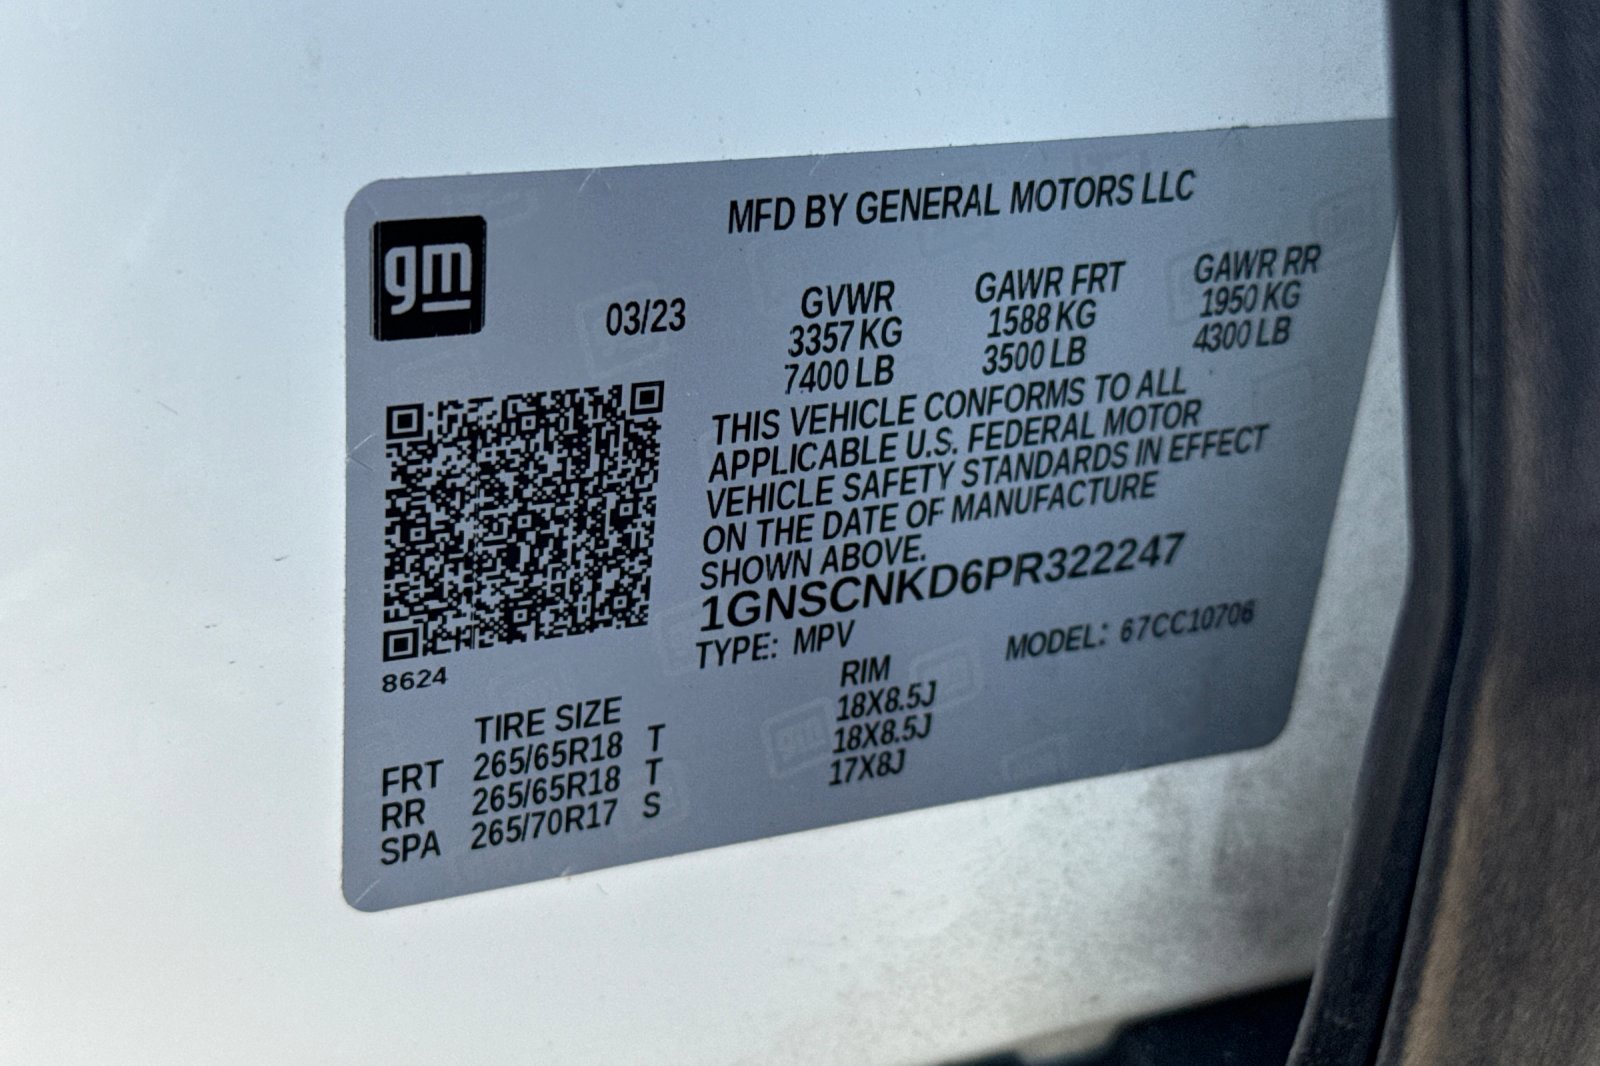 gm
MFD BY GENERAL MOTORS LLC
03/23
GVWR GAWR FRT GAWR RR
3357 KG 1588 KG 1950 KG
7400 LB 3500 LB 4300 LB
THIS VEHICLE CONFORMS TO ALL
APPLICABLE U.S. FEDERAL MOTOR
VEHICLE SAFETY STANDARDS IN EFFECT
ON THE DATE OF MANUFACTURE
SHOWN ABOVE.
1GNSCNKD6PR322247
TYPE: MPV MODEL: 67CC10706
8624
TIRE SIZE RIM
FRT 265/65R18 T 18X8.5J
RR 265/65R18 T 18X8.5J
SPA 265/70R17 S 17X8J